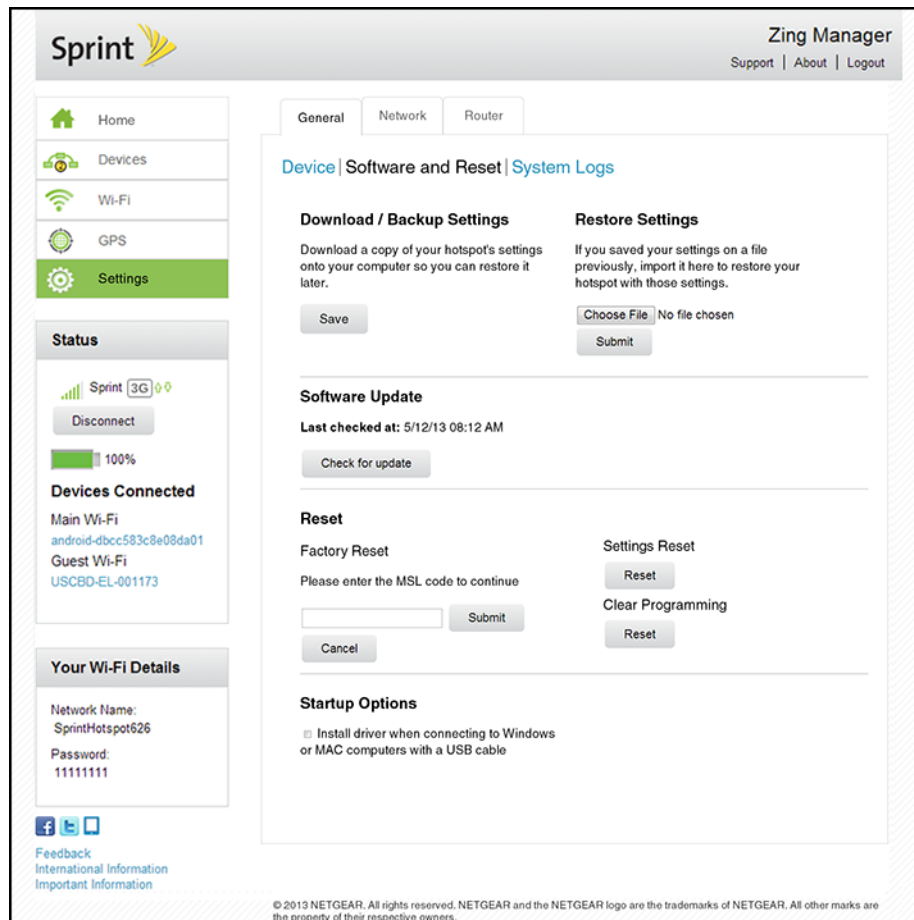 Sprint
Zing Manager
Support | About | Logout
Home
Devices
Wi-Fi
GPS
Settings
Status
Sprint 3G
Disconnect
100%
Devices Connected
Main Wi-Fi
android-dbcc583c8e08da01
Guest Wi-Fi
USCBD-EL-001173
Your Wi-Fi Details
Network Name:
SprintHotspot626
Password:
11111111
Feedback
International Information
Important Information
General
Network
Router
Device | Software and Reset | System Logs
Download / Backup Settings
Download a copy of your hotspot's settings
onto your computer so you can restore it
later.
Save
Restore Settings
If you saved your settings on a file
previously, import it here to restore your
hotspot with those settings.
Choose File No file chosen
Submit
Software Update
Last checked at: 5/12/13 08:12 AM
Check for update
Reset
Factory Reset
Please enter the MSL code to continue
Submit
Cancel
Settings Reset
Reset
Clear Programming
Reset
Startup Options
Install driver when connecting to Windows
or MAC computers with a USB cable
© 2013 NETGEAR. All rights reserved. NETGEAR and the NETGEAR logo are the trademarks of NETGEAR. All other marks are
the property of their respective owners.